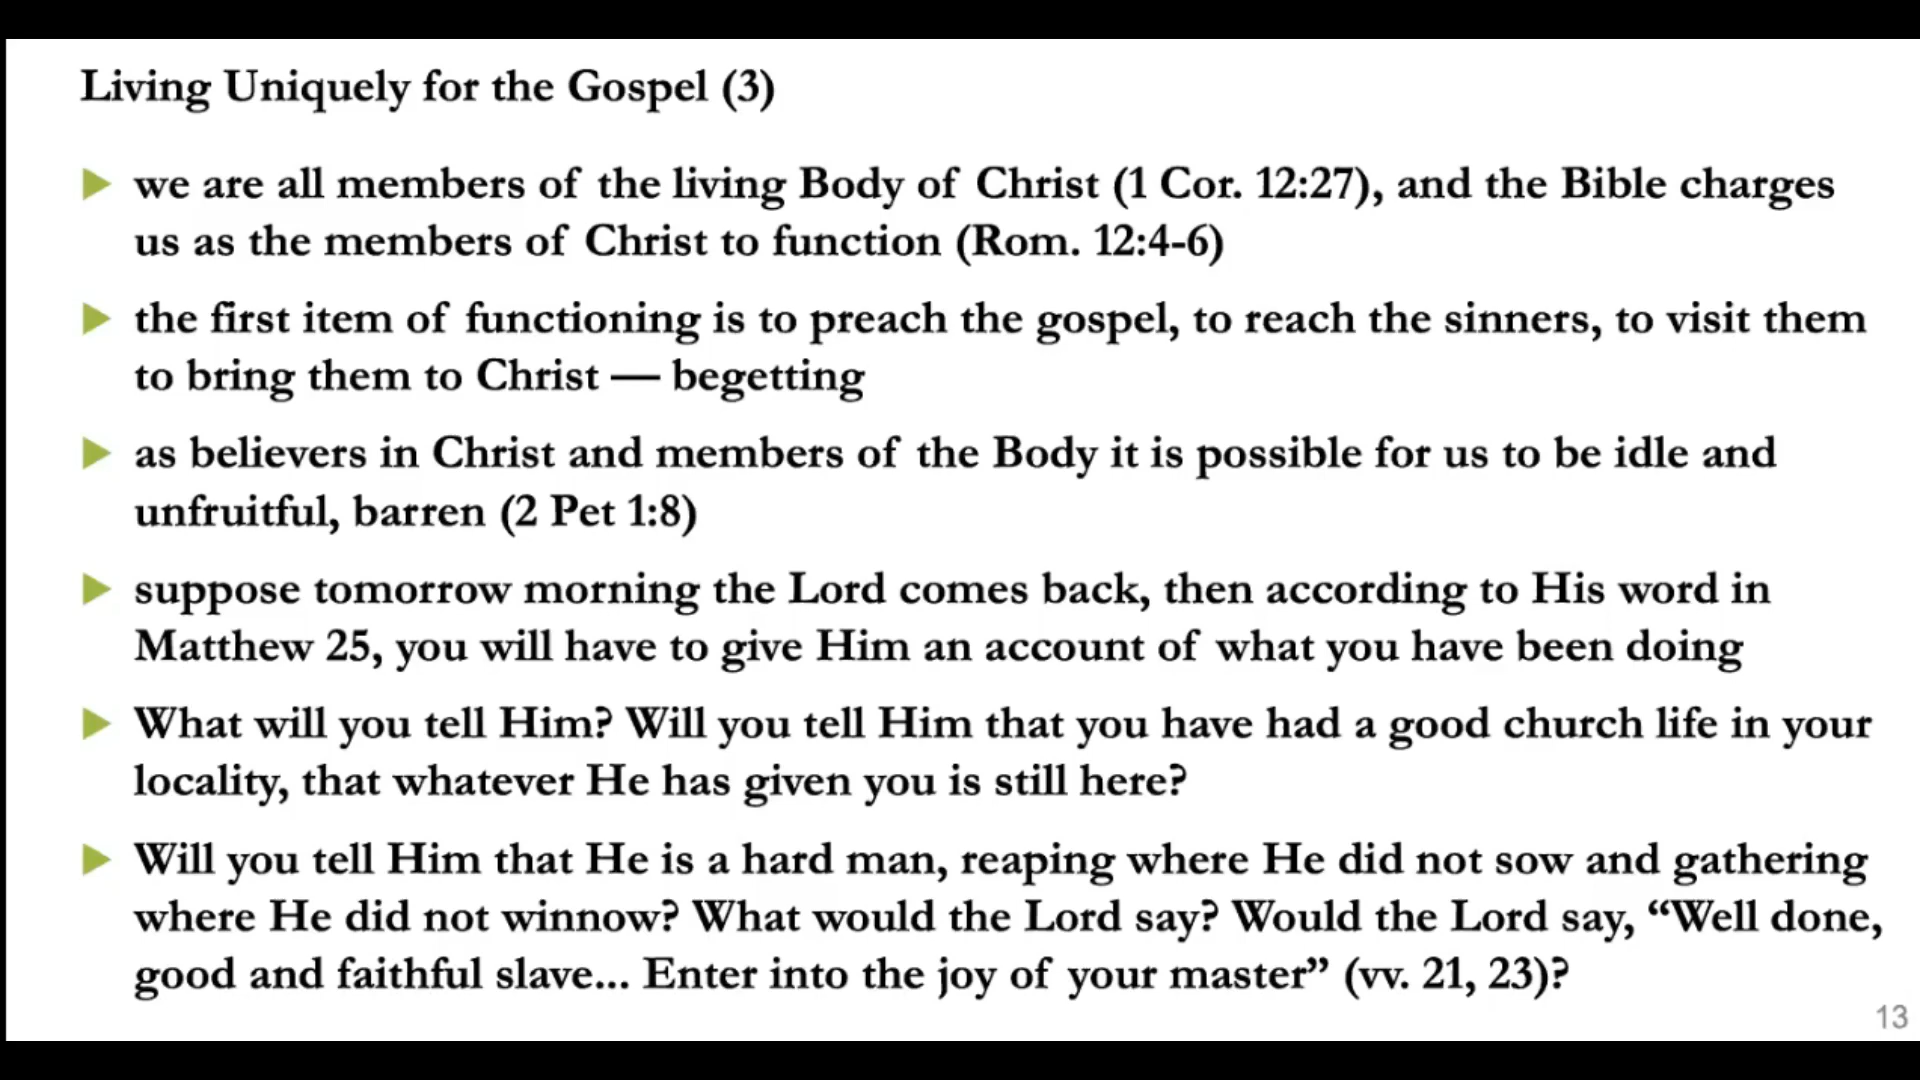 Living Uniquely for the Gospel (3)
we are all members of the living Body of Christ (1 Cor. 12:27), and the Bible charges
us as the members of Christ to function (Rom. 12:4-6)
the first item of functioning is to preach the gospel, to reach the sinners, to visit them
to bring them to Christ — begetting
as believers in Christ and members of the Body it is possible for us to be idle and
unfruitful, barren (2 Pet 1:8)
suppose tomorrow morning the Lord comes back, then according to His word in
Matthew 25, you will have to give Him an account of what you have been doing
What will you tell Him? Will you tell Him that you have had a good church life in your
locality, that whatever He has given you is still here?
Will you tell Him that He is a hard man, reaping where He did not sow and gathering
where He did not winnow? What would the Lord say? Would the Lord say, “Well done,
good and faithful slave... Enter into the joy of your master” (vv. 21, 23)?
13